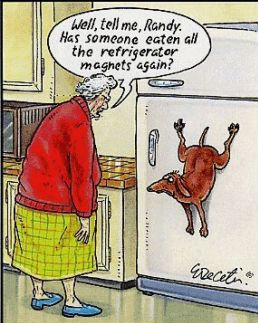 Well, tell me, Randy.
Has someone eaten all
the refrigerator
magnets again?